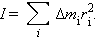 I = ∑ Δmᵢrᵢ².
i